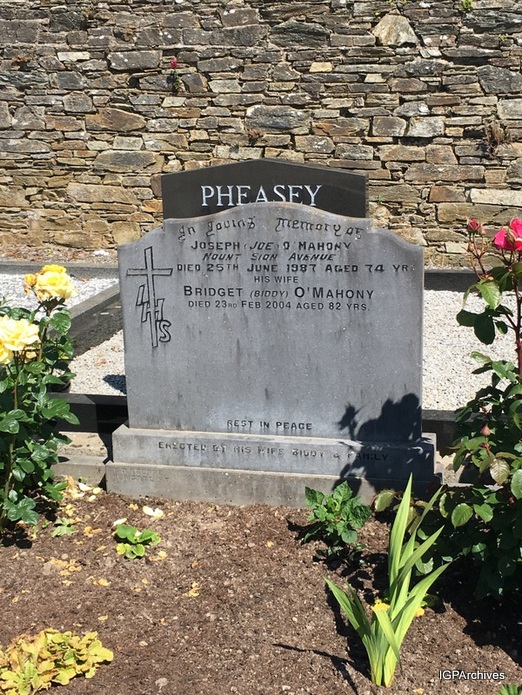 PHEASEY
In Loving Memory of
JOSEPH (JOE) O'MAHONY
MOUNT SION AVENUE
DIED 25TH JUNE 1987 AGED 74 YRS
HIS WIFE
BRIDGET (BIDDY) O'MAHONY
DIED 23RD FEB 2004 AGED 82 YRS.
IHS
REST IN PEACE
ERECTED BY HIS WIFE BIDDY & FAMILY
IGPArchives